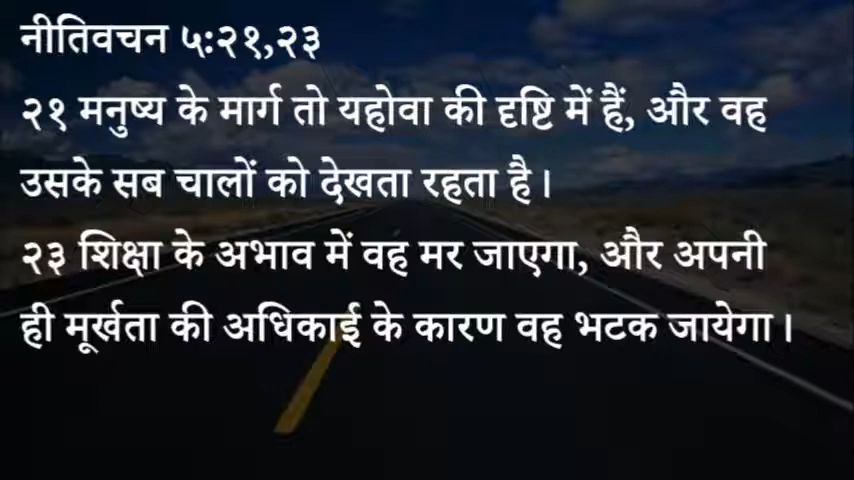 नीतिवचन ५:२१,२३
२१ मनुष्य के मार्ग तो यहोवा की दृष्टि में हैं, और वह
उसके सब चालों को देखता रहता है।
२३ शिक्षा के अभाव में वह मर जाएगा, और अपनी
ही मूर्खता की अधिकाई के कारण वह भटक जायेगा।